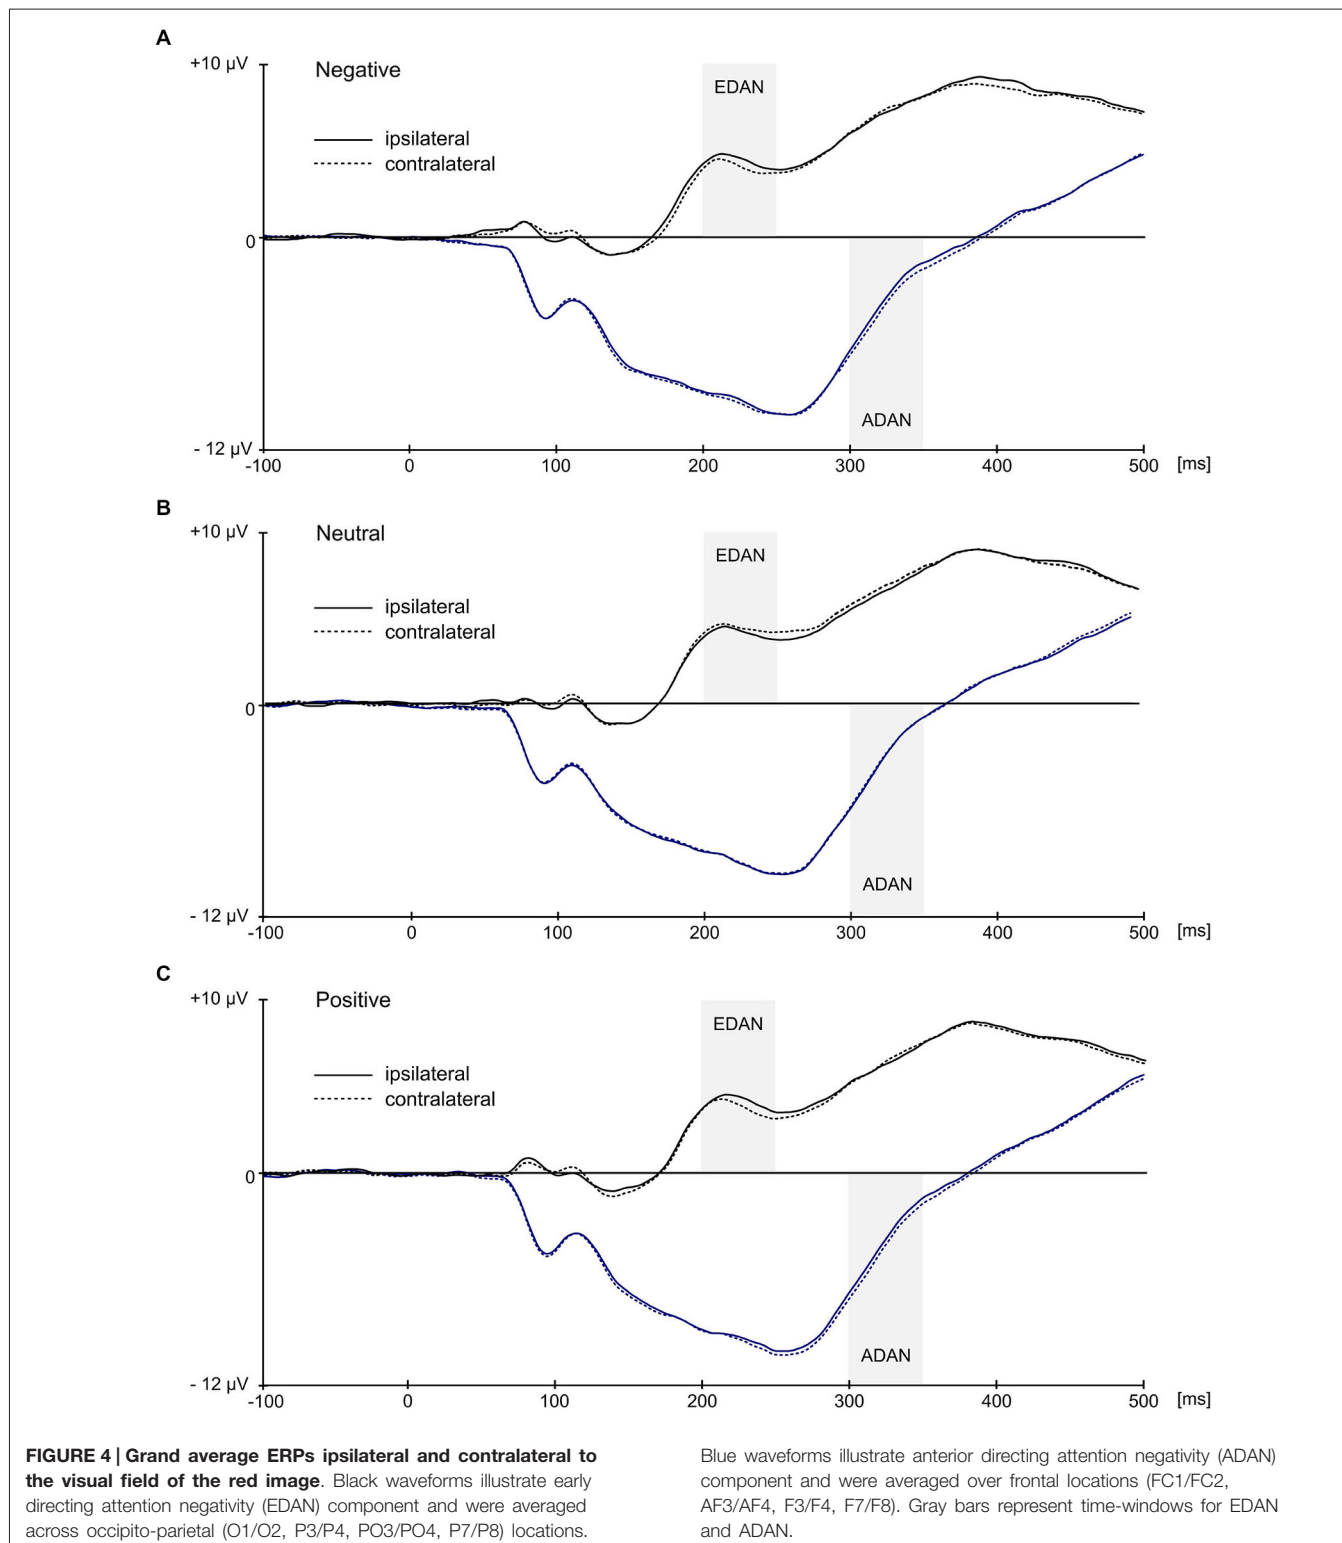 A
+10 µV
Negative
EDAN
ipsilateral
contralateral
0
ADAN
- 12 µV
-100 0 100 200 300 400 500 [ms]
B
+10 µV
Neutral
EDAN
ipsilateral
contralateral
0
ADAN
- 12 µV
-100 0 100 200 300 400 500 [ms]
C
+10 µV
Positive
EDAN
ipsilateral
contralateral
0
ADAN
- 12 µV
-100 0 100 200 300 400 500 [ms]
FIGURE 4 | Grand average ERPs ipsilateral and contralateral to
the visual field of the red image. Black waveforms illustrate early
directing attention negativity (EDAN) component and were averaged
across occipito-parietal (O1/O2, P3/P4, PO3/PO4, P7/P8) locations.
Blue waveforms illustrate anterior directing attention negativity (ADAN)
component and were averaged over frontal locations (FC1/FC2,
AF3/AF4, F3/F4, F7/F8). Gray bars represent time-windows for EDAN
and ADAN.